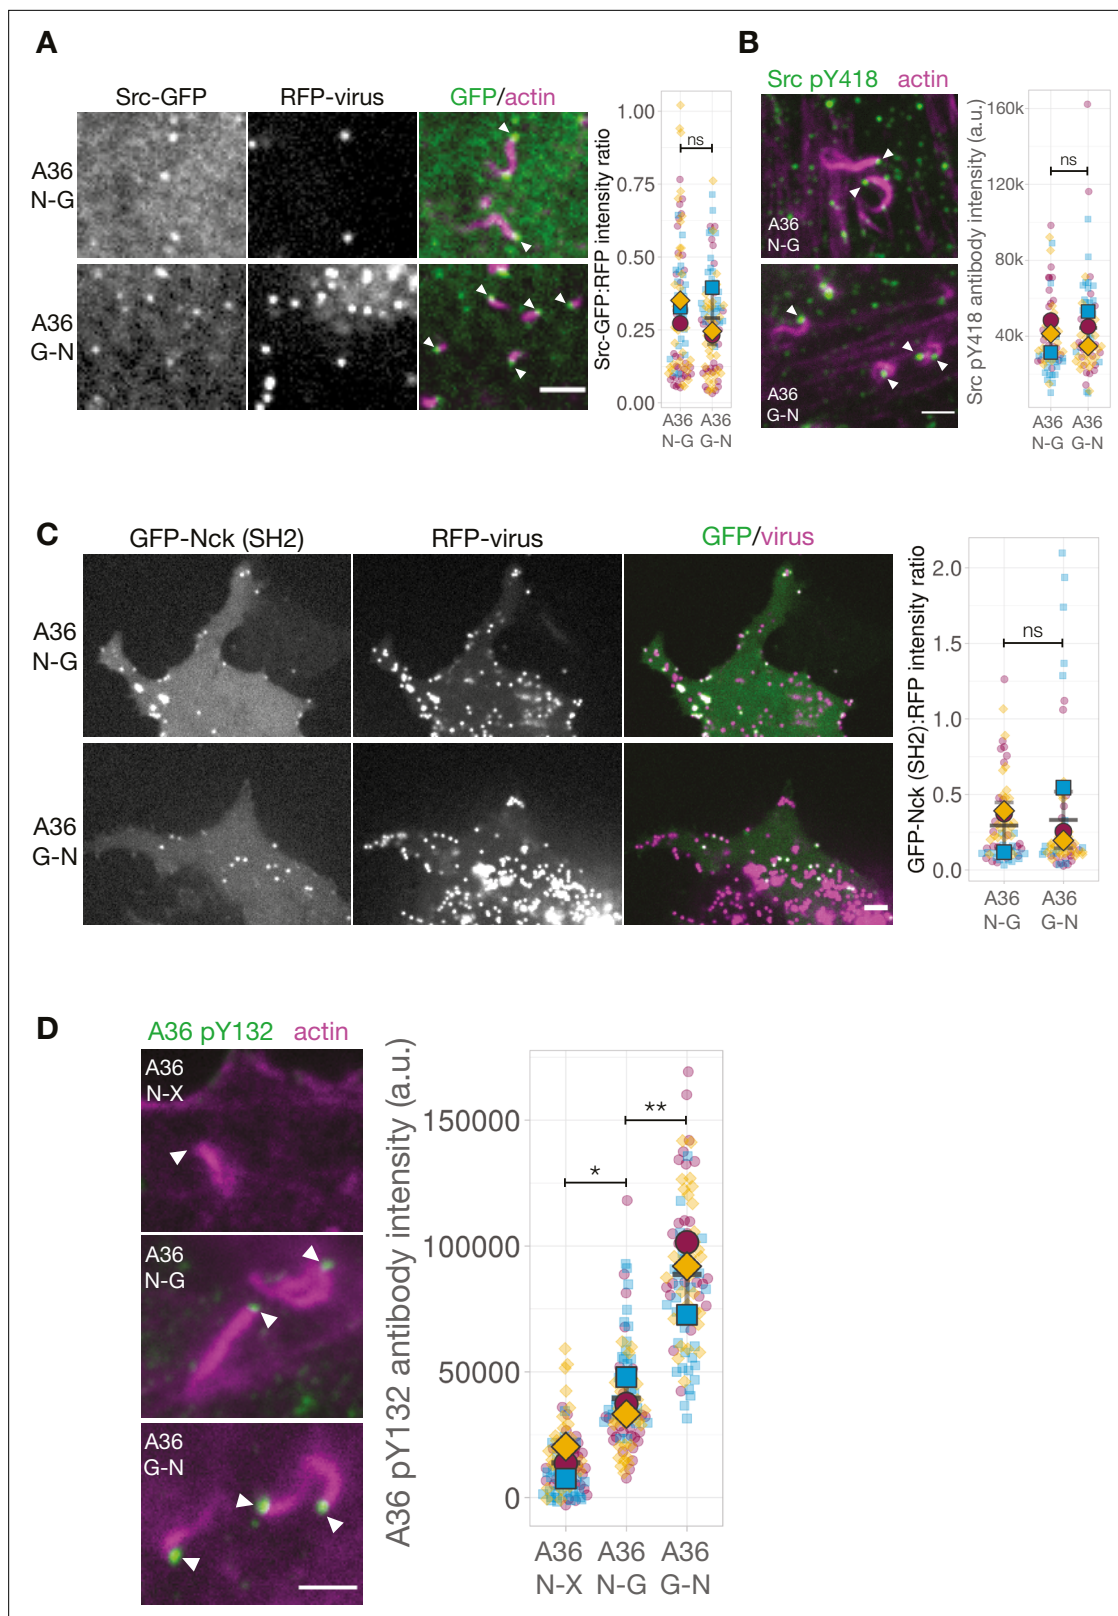 A
Src-GFP
RFP-virus
GFP/actin
A36
N-G
A36
G-N
Src-GFP:RFP intensity ratio
1.00
0.75
0.50
0.25
0.00
ns
A36
N-G
A36
G-N
B
Src pY418 actin
A36
N-G
A36
G-N
Src pY418 antibody intensity (a.u.)
160k
120k
80k
40k
ns
A36
N-G
A36
G-N
C
GFP-Nck (SH2)
RFP-virus
GFP/virus
A36
N-G
A36
G-N
GFP-Nck (SH2):RFP intensity ratio
2.0
1.5
1.0
0.5
0.0
ns
A36
N-G
A36
G-N
D
A36 pY132 actin
A36
N-X
A36
N-G
A36
G-N
A36 pY132 antibody intensity (a.u.)
150000
100000
50000
0
*
**
A36
N-X
A36
N-G
A36
G-N